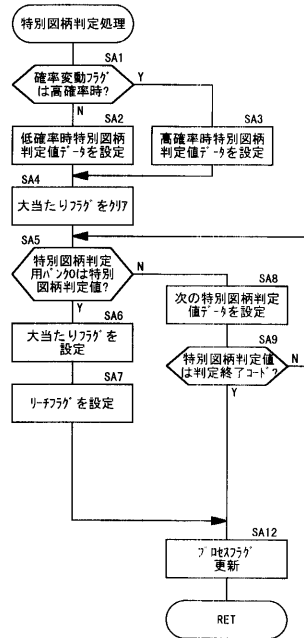 特別図柄判定処理
SA1
確率変動フラグ
は高確率時?
Y
N
SA2
低確率時特別図柄
判定値データを設定
SA3
高確率時特別図柄
判定値データを設定
SA4
大当たりフラグをクリア
SA5
特別図柄判定
用バンク0は特別
図柄判定値?
N
Y
SA6
大当たりフラグを
設定
SA7
リーチフラグを設定
SA8
次の特別図柄判定
値データを設定
SA9
特別図柄判定値
は判定終了コード?
N
Y
SA12
プロセスフラグ
更新
RET